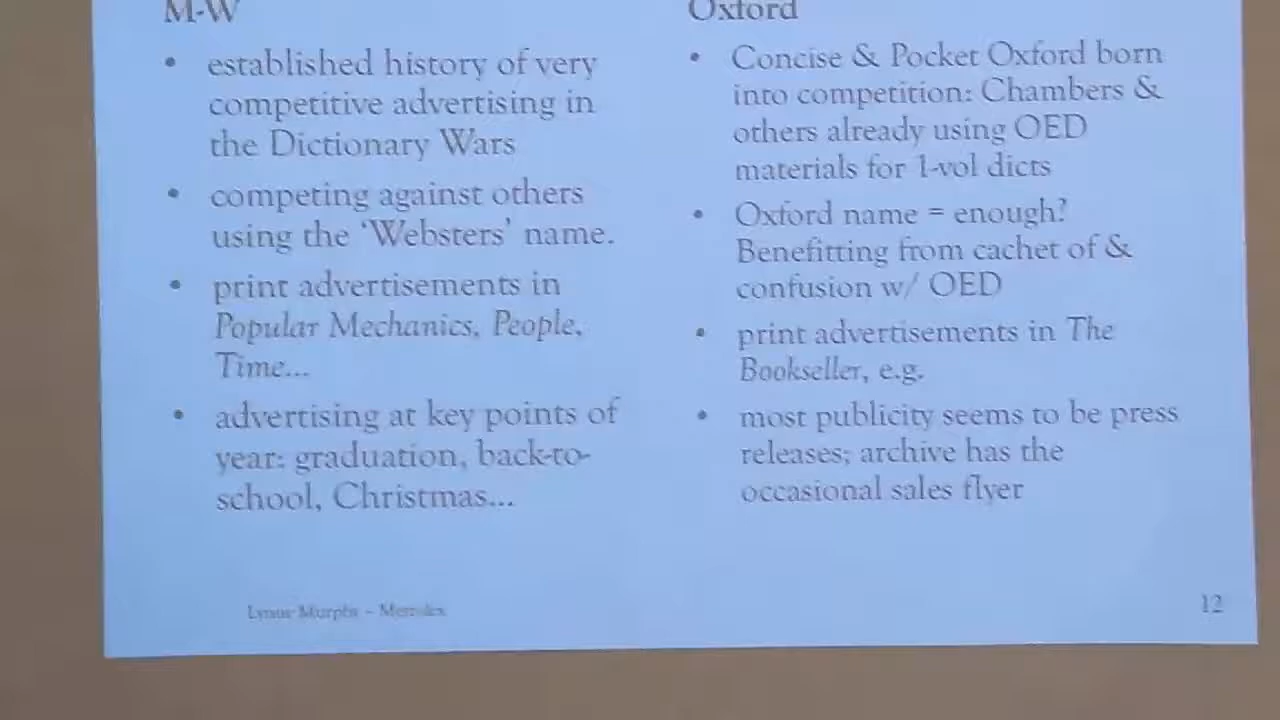 M-W
• established history of very
competitive advertising in
the Dictionary Wars
• competing against others
using the ‘Websters’ name.
• print advertisements in
Popular Mechanics, People,
Time...
• advertising at key points of
year: graduation, back-to-
school, Christmas...
Oxford
• Concise & Pocket Oxford born
into competition: Chambers &
others already using OED
materials for 1-vol dicts
• Oxford name = enough?
Benefitting from cachet of &
confusion w/ OED
• print advertisements in The
Bookseller, e.g.
• most publicity seems to be press
releases; archive has the
occasional sales flyer
Murphy –
12